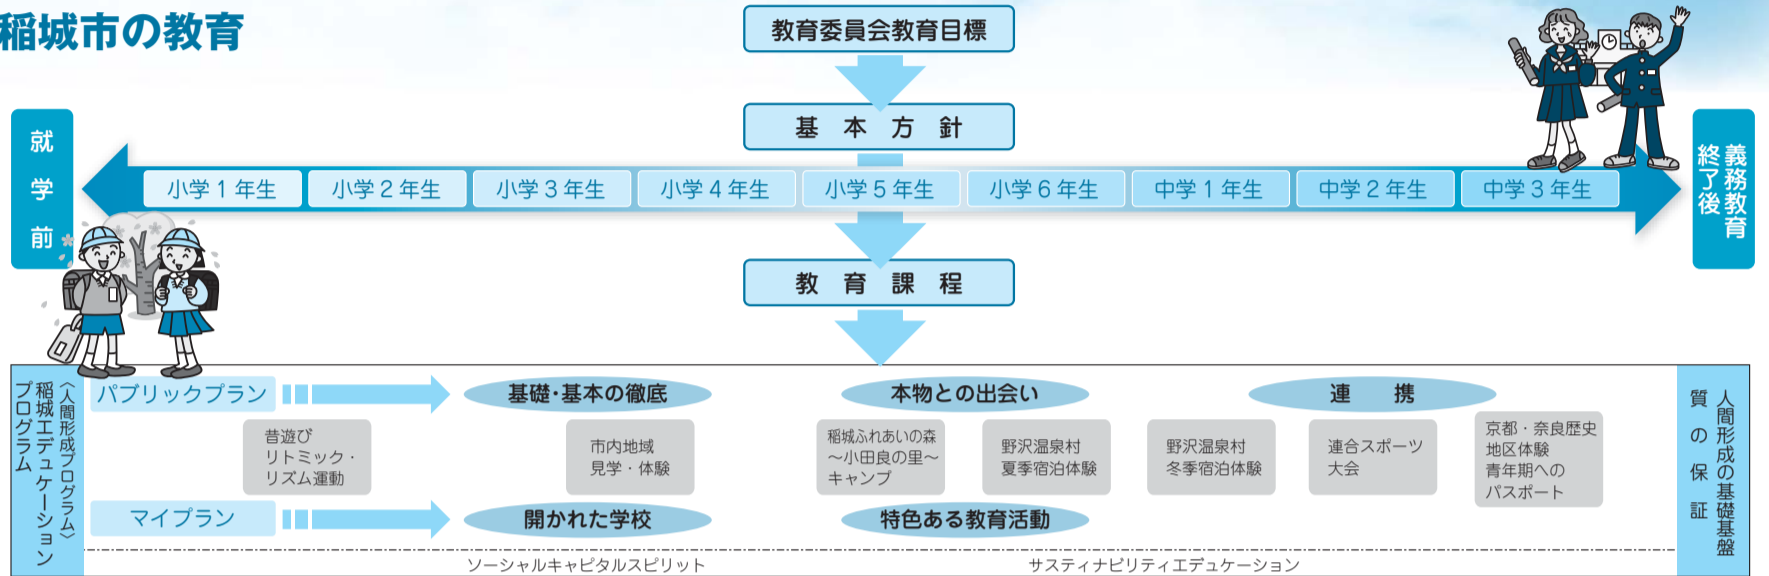 稲城市の教育
教育委員会教育目標
基本方針
就学前
小学1年生
小学2年生
小学3年生
小学4年生
小学5年生
小学6年生
中学1年生
中学2年生
中学3年生
義務教育
終了後
教育課程
〈人間形成プログラム〉
稲城エデュケーション
プログラム
パブリックプラン
基礎・基本の徹底
本物との出会い
連携
昔遊び
リトミック・
リズム運動
市内地域
見学・体験
稲城ふれあいの森
～小田良の里～
キャンプ
野沢温泉村
夏季宿泊体験
野沢温泉村
冬季宿泊体験
連合スポーツ
大会
京都・奈良歴史
地区体験
青年期への
パスポート
マイプラン
開かれた学校
特色ある教育活動
ソーシャルキャピタルスピリット
サスティナビリティエデュケーション
人間形成の基礎基盤
質の保証